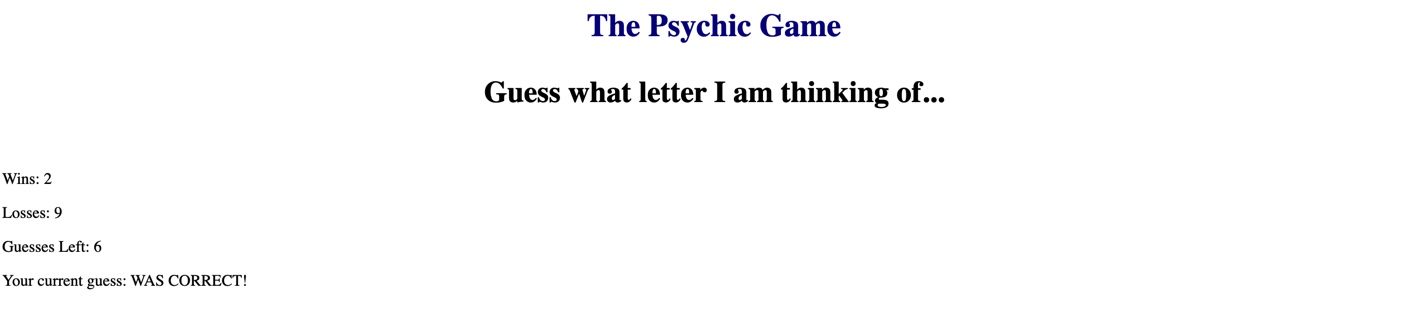 The Psychic Game
Guess what letter I am thinking of...
Wins: 2
Losses: 9
Guesses Left: 6
Your current guess: WAS CORRECT!